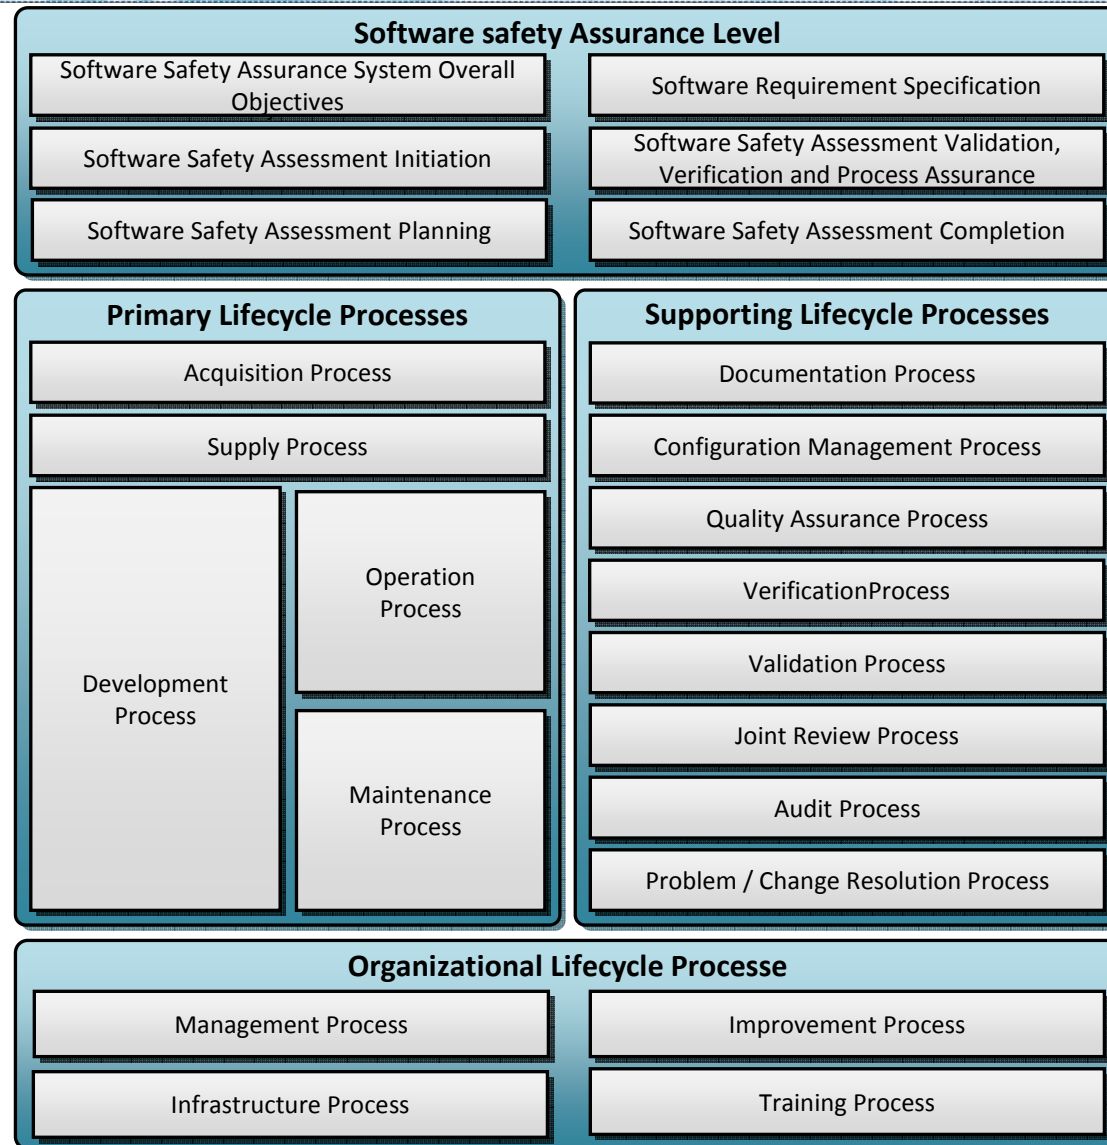 Software safety Assurance Level
Software Safety Assurance System Overall
Objectives
Software Requirement Specification
Software Safety Assessment Initiation
Software Safety Assessment Validation,
Verification and Process Assurance
Software Safety Assessment Planning
Software Safety Assessment Completion
Primary Lifecycle Processes
Acquisition Process
Supply Process
Development
Process
Operation
Process
Maintenance
Process
Supporting Lifecycle Processes
Documentation Process
Configuration Management Process
Quality Assurance Process
VerificationProcess
Validation Process
Joint Review Process
Audit Process
Problem / Change Resolution Process
Organizational Lifecycle Processe
Management Process
Improvement Process
Infrastructure Process
Training Process